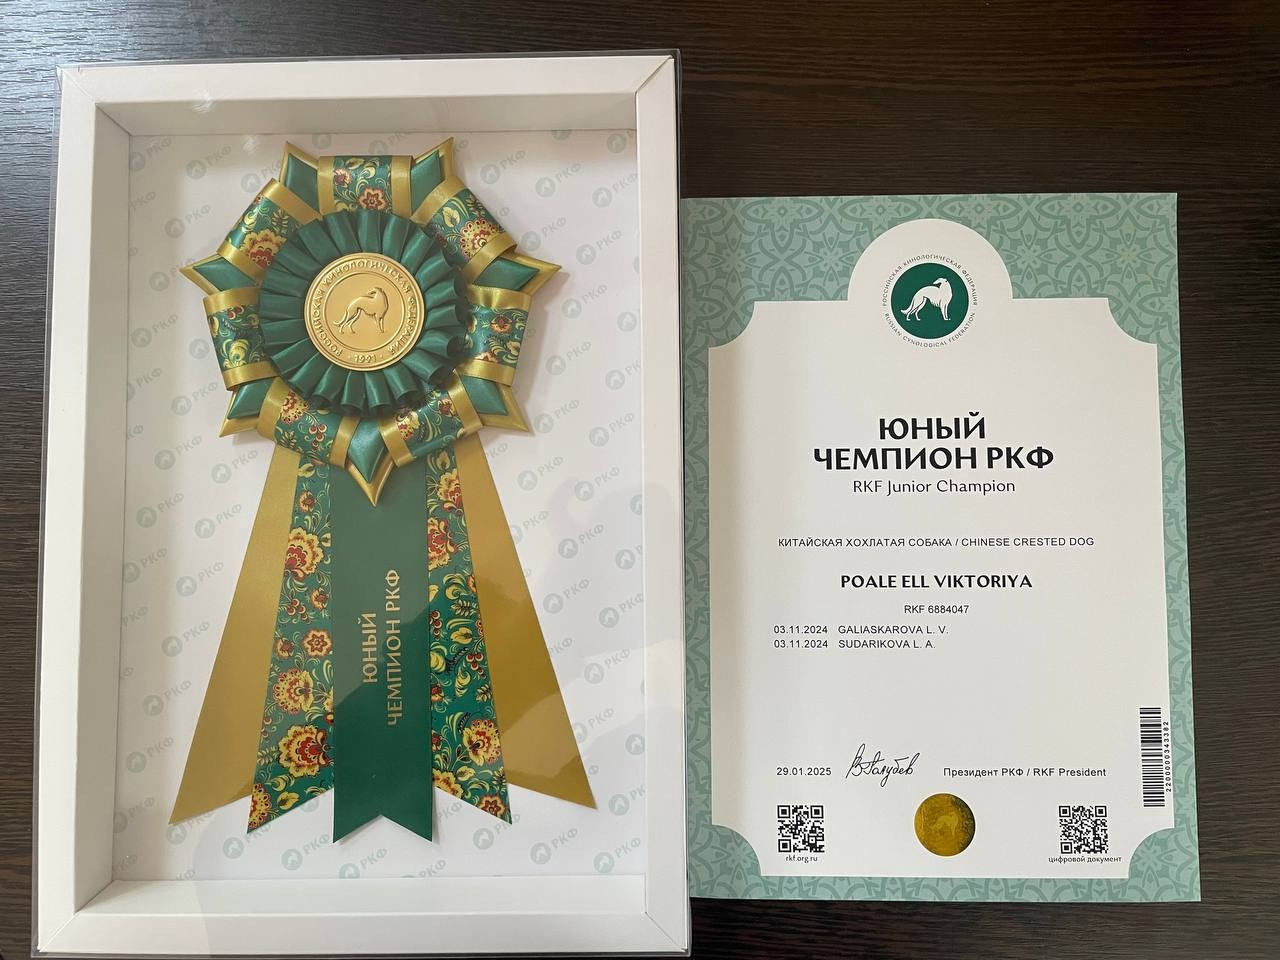 РОССИЙСКАЯ КИНОЛОГИЧЕСКАЯ ФЕДЕРАЦИЯ
· 1991 ·
ЮНЫЙ
ЧЕМПИОН РКФ
РКФ
РОССИЙСКАЯ КИНОЛОГИЧЕСКАЯ ФЕДЕРАЦИЯ
RUSSIAN CYNOLOGICAL FEDERATION
ЮНЫЙ
ЧЕМПИОН РКФ
RKF Junior Champion
КИТАЙСКАЯ ХОХЛАТАЯ СОБАКА / CHINESE CRESTED DOG
POALE ELL VIKTORIYA
RKF 6884047
03.11.2024 GALIASKAROVA L. V.
03.11.2024 SUDARIKOVA L. A.
29.01.2025 Президент РКФ / RKF President
rkf.org.ru
цифровой документ
2200000343382